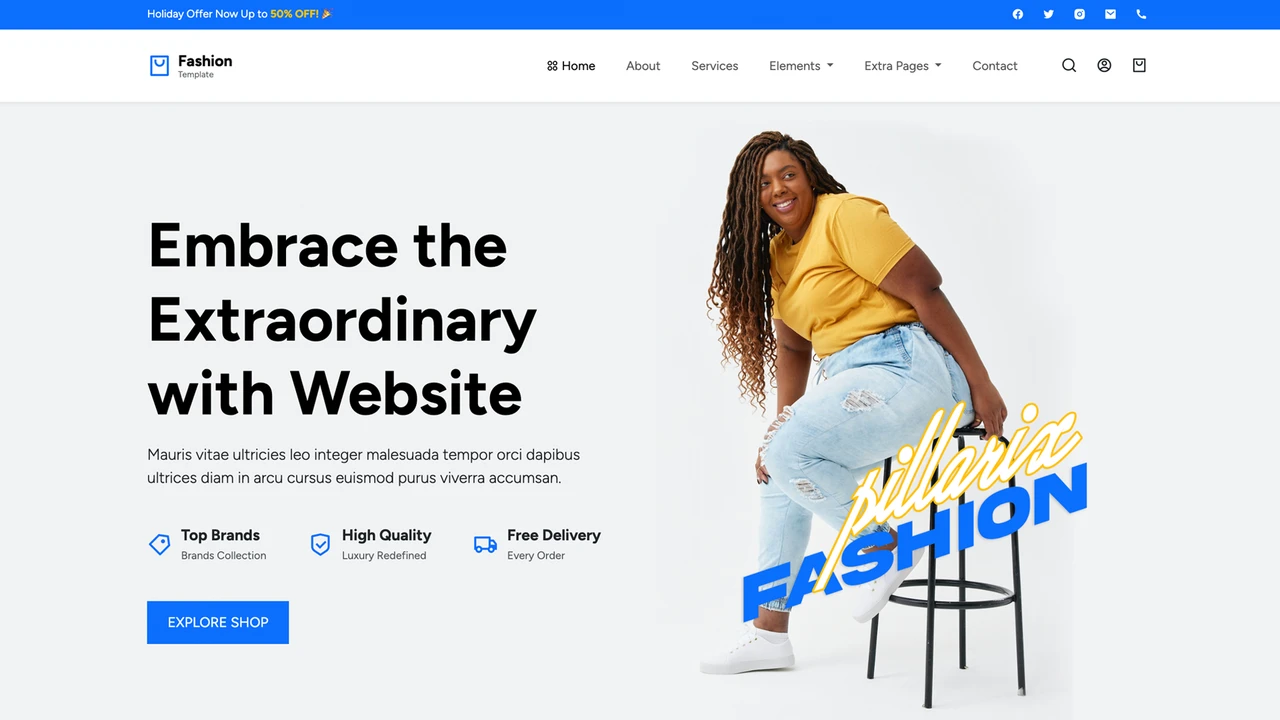 Holiday Offer Now Up to 50% OFF! 🎉
Fashion
Template
Home About Services Elements Extra Pages Contact
Embrace the
Extraordinary
with Website
Mauris vitae ultricies leo integer malesuada tempor orci dapibus
ultrices diam in arcu cursus euismod purus viverra accumsan.
Top Brands
Brands Collection
High Quality
Luxury Redefined
Free Delivery
Every Order
EXPLORE SHOP
pillarix
FASHION